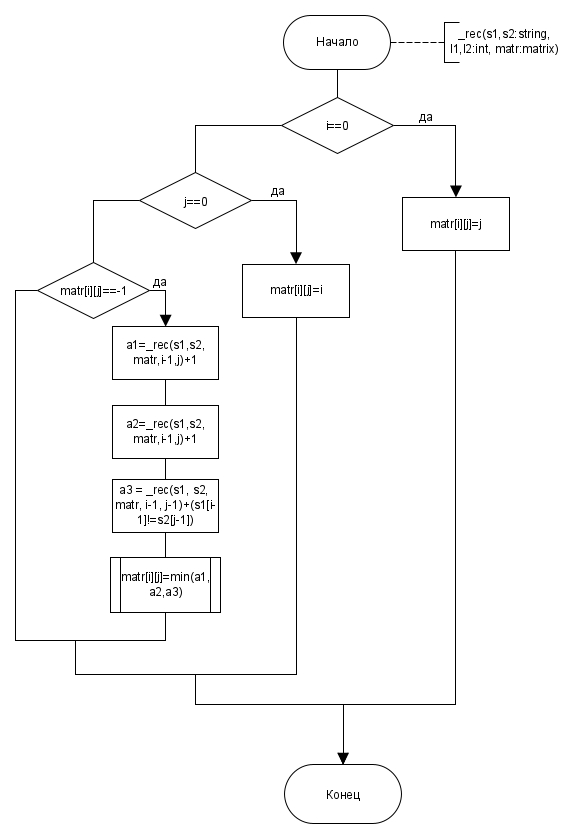 Начало
_rec(s1,s2:string,
l1,l2:int, matr:matrix)
i==0
да
j==0
да
matr[i][j]=j
matr[i][j]==-1
да
matr[i][j]=i
a1=_rec(s1,s2,
matr,i-1,j)+1
a2=_rec(s1,s2,
matr,i-1,j)+1
a3 = _rec(s1, s2,
matr, i-1, j-1)+(s1[i-
1]!=s2[j-1])
matr[i][j]=min(a1,
a2,a3)
Конец